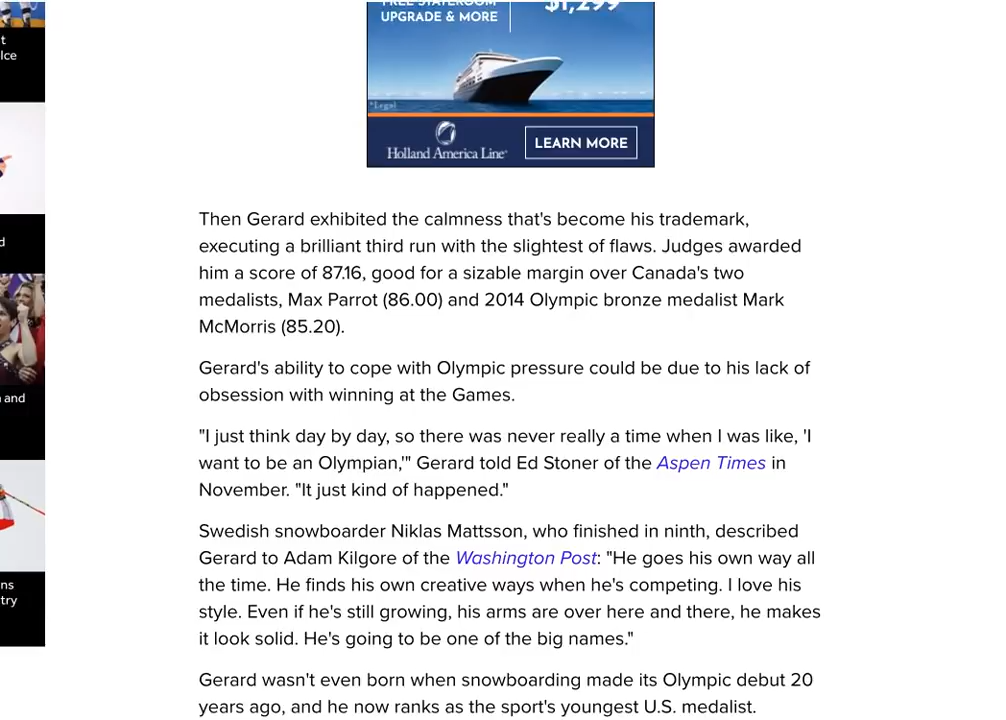 FREE STATEROOM
UPGRADE & MORE
$1,299
*Legal
Holland America Line
LEARN MORE
t
Ice
d
and
ns
try
Then Gerard exhibited the calmness that's become his trademark,
executing a brilliant third run with the slightest of flaws. Judges awarded
him a score of 87.16, good for a sizable margin over Canada's two
medalists, Max Parrot (86.00) and 2014 Olympic bronze medalist Mark
McMorris (85.20).
Gerard's ability to cope with Olympic pressure could be due to his lack of
obsession with winning at the Games.
"I just think day by day, so there was never really a time when I was like, 'I
want to be an Olympian,'" Gerard told Ed Stoner of the Aspen Times in
November. "It just kind of happened."
Swedish snowboarder Niklas Mattsson, who finished in ninth, described
Gerard to Adam Kilgore of the Washington Post: "He goes his own way all
the time. He finds his own creative ways when he's competing. I love his
style. Even if he's still growing, his arms are over here and there, he makes
it look solid. He's going to be one of the big names."
Gerard wasn't even born when snowboarding made its Olympic debut 20
years ago, and he now ranks as the sport's youngest U.S. medalist.